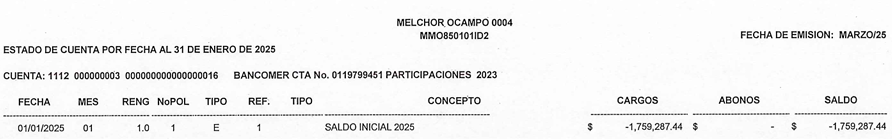 MELCHOR OCAMPO 0004
MMO850101ID2
FECHA DE EMISION: MARZO/25
ESTADO DE CUENTA POR FECHA AL 31 DE ENERO DE 2025
CUENTA: 1112 000000003 000000000000000016 BANCOMER CTA No. 0119799451 PARTICIPACIONES 2023
FECHA MES RENG NoPOL TIPO REF. TIPO CONCEPTO CARGOS ABONOS SALDO
01/01/2025 01 1.0 1 E 1 SALDO INICIAL 2025 $ -1,759,287.44 $ - $ -1,759,287.44